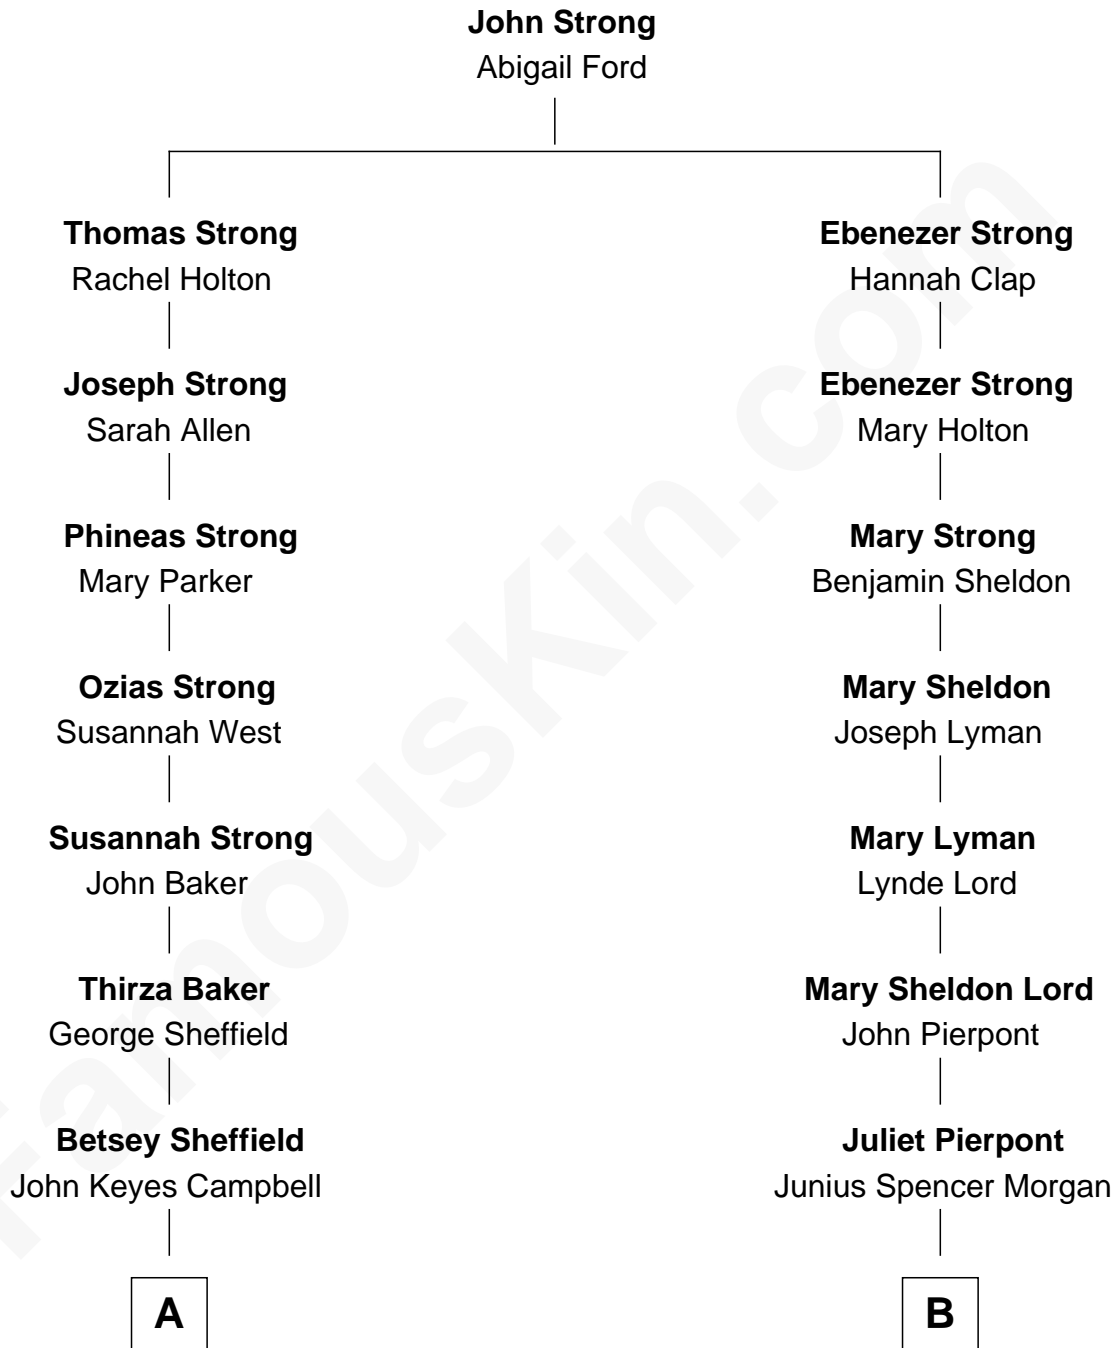 John Strong
Abigail Ford
Thomas Strong
Rachel Holton
Ebenezer Strong
Hannah Clap
Joseph Strong
Sarah Allen
Ebenezer Strong
Mary Holton
Phineas Strong
Mary Parker
Mary Strong
Benjamin Sheldon
Ozias Strong
Susannah West
Mary Sheldon
Joseph Lyman
Susannah Strong
John Baker
Mary Lyman
Lynde Lord
Thirza Baker
George Sheffield
Mary Sheldon Lord
John Pierpont
Betsey Sheffield
John Keyes Campbell
Juliet Pierpont
Junius Spencer Morgan
A
B
FamousKin.com